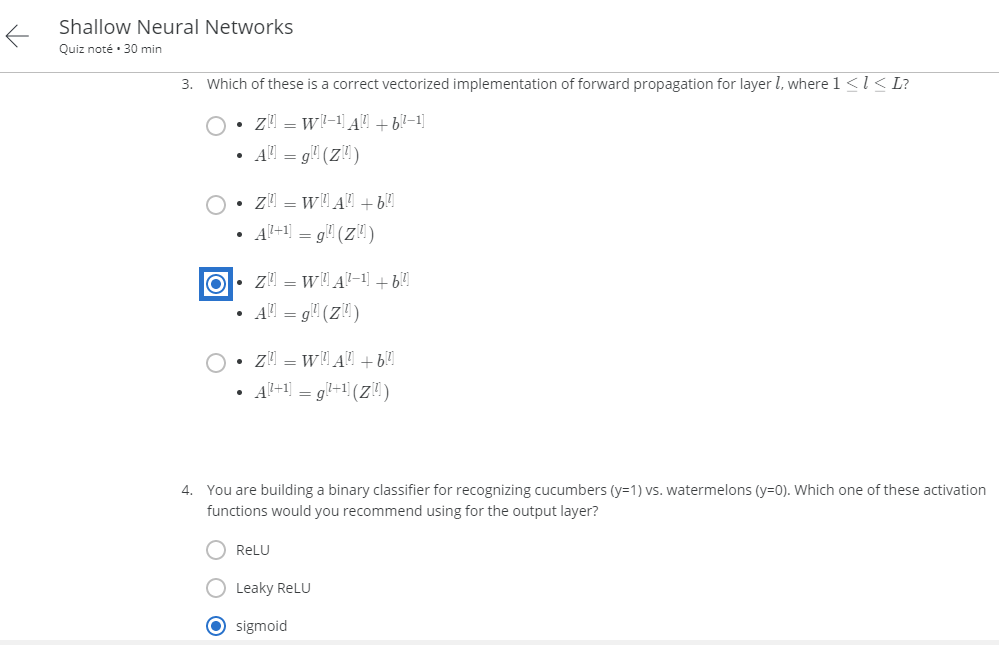 Shallow Neural Networks
Quiz noté • 30 min
3. Which of these is a correct vectorized implementation of forward propagation for layer l, where 1 ≤ l ≤ L?
• Z^[l] = W^[l−1] A^[l] + b^[l−1]
• A^[l] = g^[l](Z^[l])
• Z^[l] = W^[l] A^[l] + b^[l]
• A^[l+1] = g^[l](Z^[l])
• Z^[l] = W^[l] A^[l−1] + b^[l]
• A^[l] = g^[l](Z^[l])
• Z^[l] = W^[l] A^[l] + b^[l]
• A^[l+1] = g^[l+1](Z^[l])
4. You are building a binary classifier for recognizing cucumbers (y=1) vs. watermelons (y=0). Which one of these activation
functions would you recommend using for the output layer?
ReLU
Leaky ReLU
sigmoid